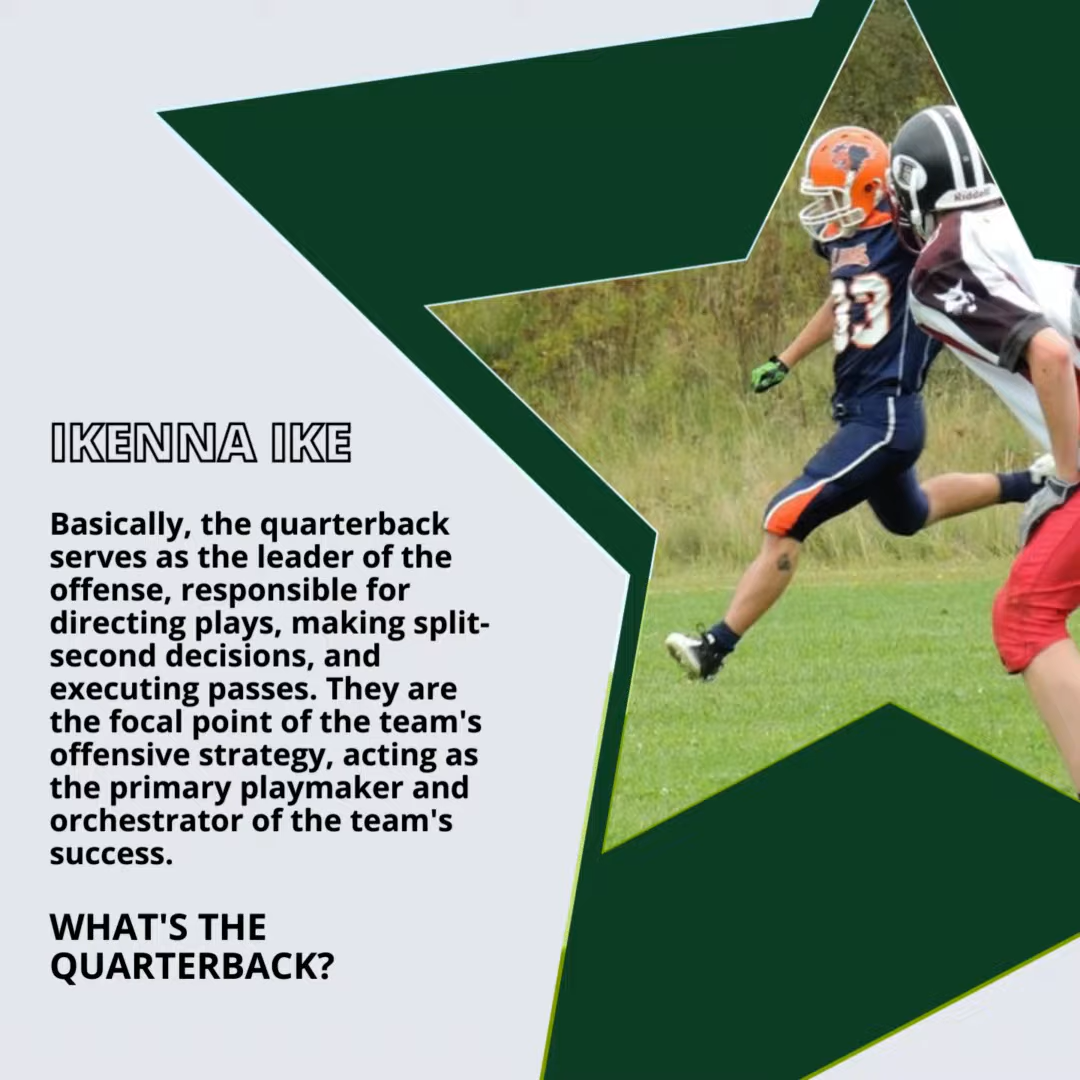 IKENNA IKE
Basically, the quarterback
serves as the leader of the
offense, responsible for
directing plays, making split-
second decisions, and
executing passes. They are
the focal point of the team's
offensive strategy, acting as
the primary playmaker and
orchestrator of the team's
success.
WHAT'S THE
QUARTERBACK?
Riddell